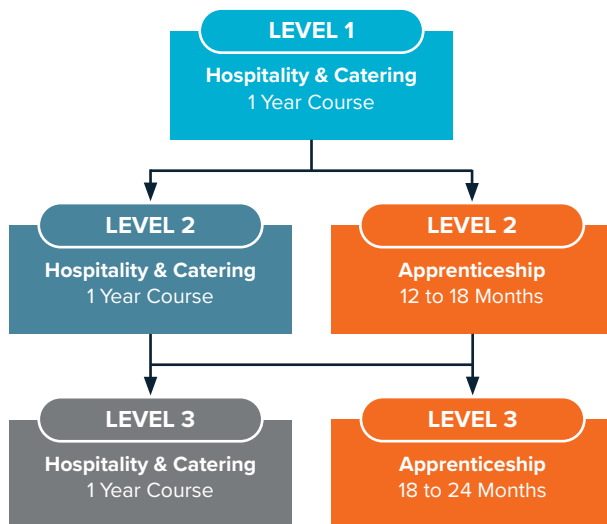 LEVEL 1
Hospitality & Catering
1 Year Course
LEVEL 2
Hospitality & Catering
1 Year Course
LEVEL 2
Apprenticeship
12 to 18 Months
LEVEL 3
Hospitality & Catering
1 Year Course
LEVEL 3
Apprenticeship
18 to 24 Months